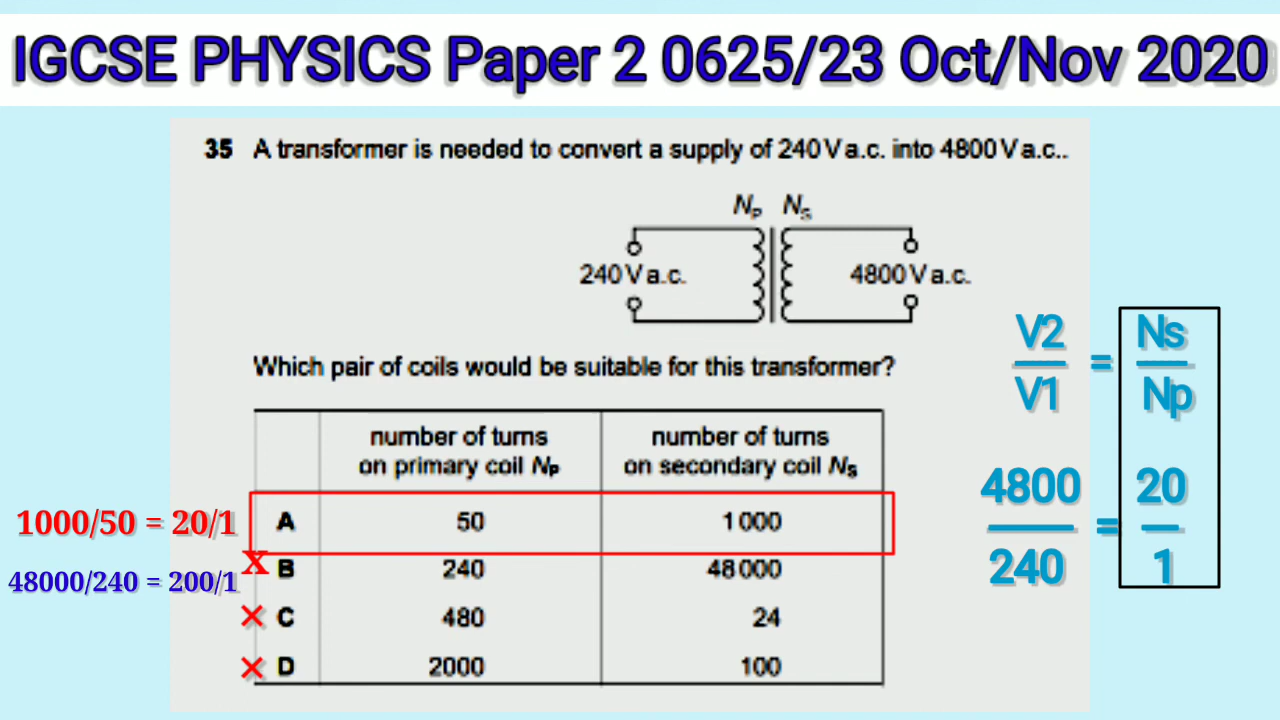 IGCSE PHYSICS Paper 2 0625/23 Oct/Nov 2020
35 A transformer is needed to convert a supply of 240 V a.c. into 4800 V a.c..
NP NS
240 V a.c. 4800 V a.c.
Which pair of coils would be suitable for this transformer?
number of turns on primary coil NP number of turns on secondary coil NS
A 50 1000
B 240 48000
C 480 24
D 2000 100
1000/50 = 20/1
X
48000/240 = 200/1
×
×
V2/V1 = Ns/Np
4800/240 = 20/1